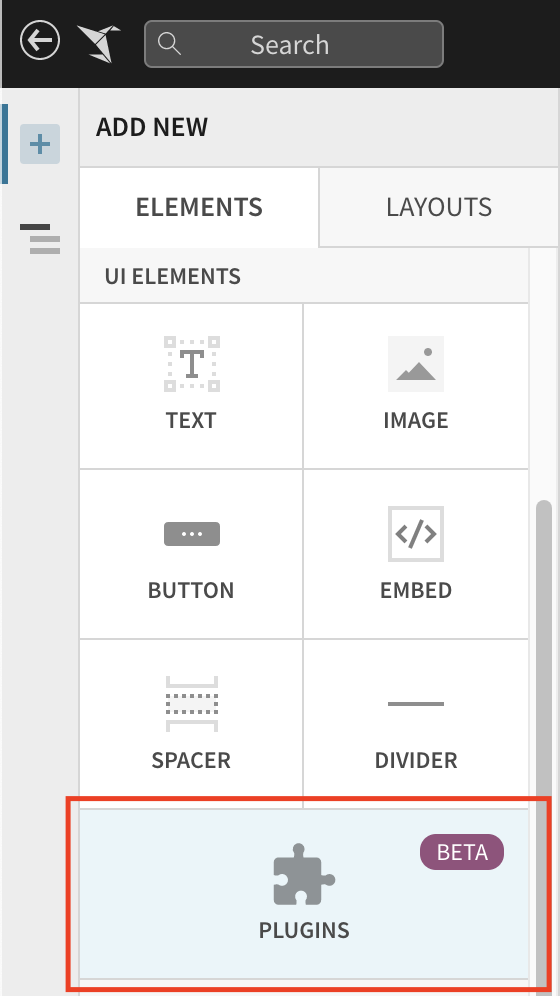 Search
ADD NEW
ELEMENTS
LAYOUTS
UI ELEMENTS
TEXT
IMAGE
BUTTON
EMBED
SPACER
DIVIDER
BETA
PLUGINS